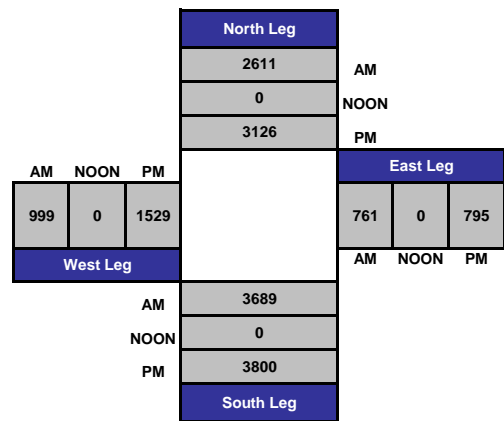 North Leg
2611 AM
0 NOON
3126 PM
AM NOON PM East Leg
999 0 1529 761 0 795
West Leg AM NOON PM
AM 3689
NOON 0
PM 3800
South Leg